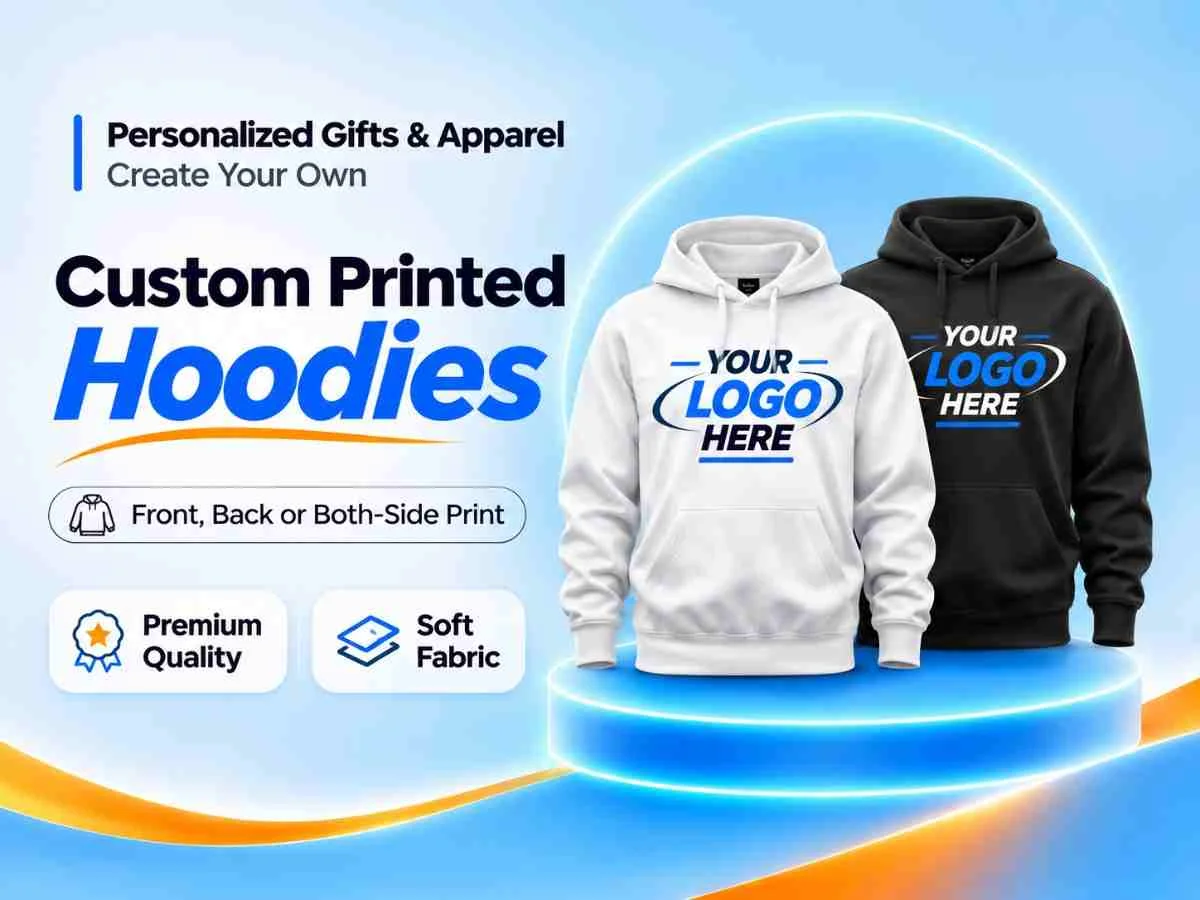 Personalized Gifts & Apparel
Create Your Own
Custom Printed
Hoodies
Front, Back or Both-Side Print
Premium
Quality
Soft
Fabric
YOUR
LOGO
HERE
YOUR
LOGO
HERE